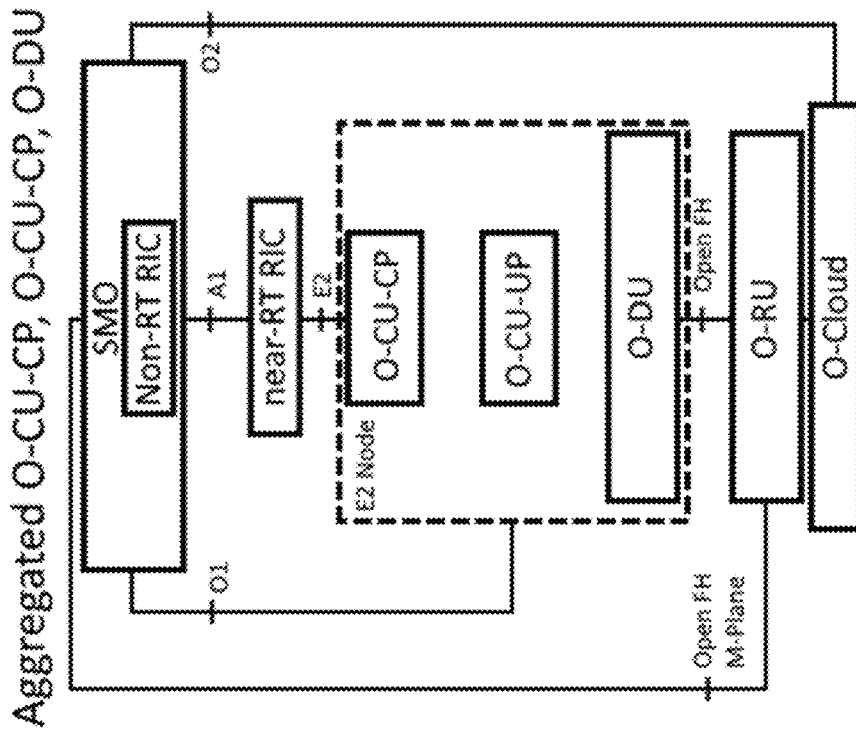 Aggregated O-CU-CP, O-CU-CP, O-DU
SMO
Non-RT RIC
O2
O1
A1
near-RT RIC
E2
E2 Node
O-CU-CP
O-CU-UP
O-DU
Open FH
Open FH
M-Plane
O-RU
O-Cloud